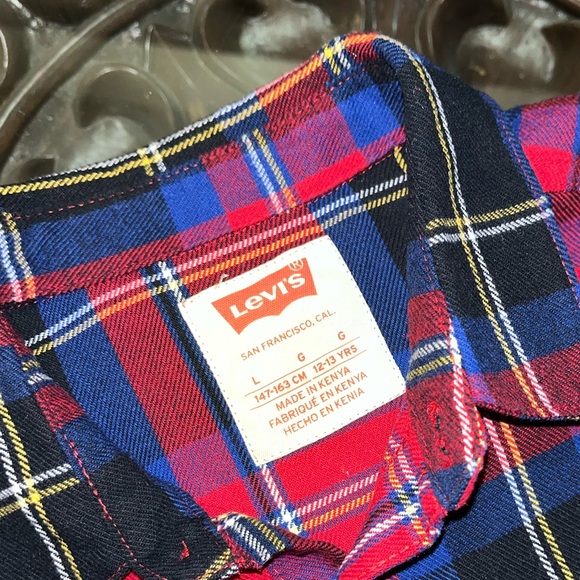 Levi's®
SAN FRANCISCO, CAL.
L G G
147-163 CM 12-13 YRS
MADE IN KENYA
FABRIQUÉ EN KENYA
HECHO EN KENIA